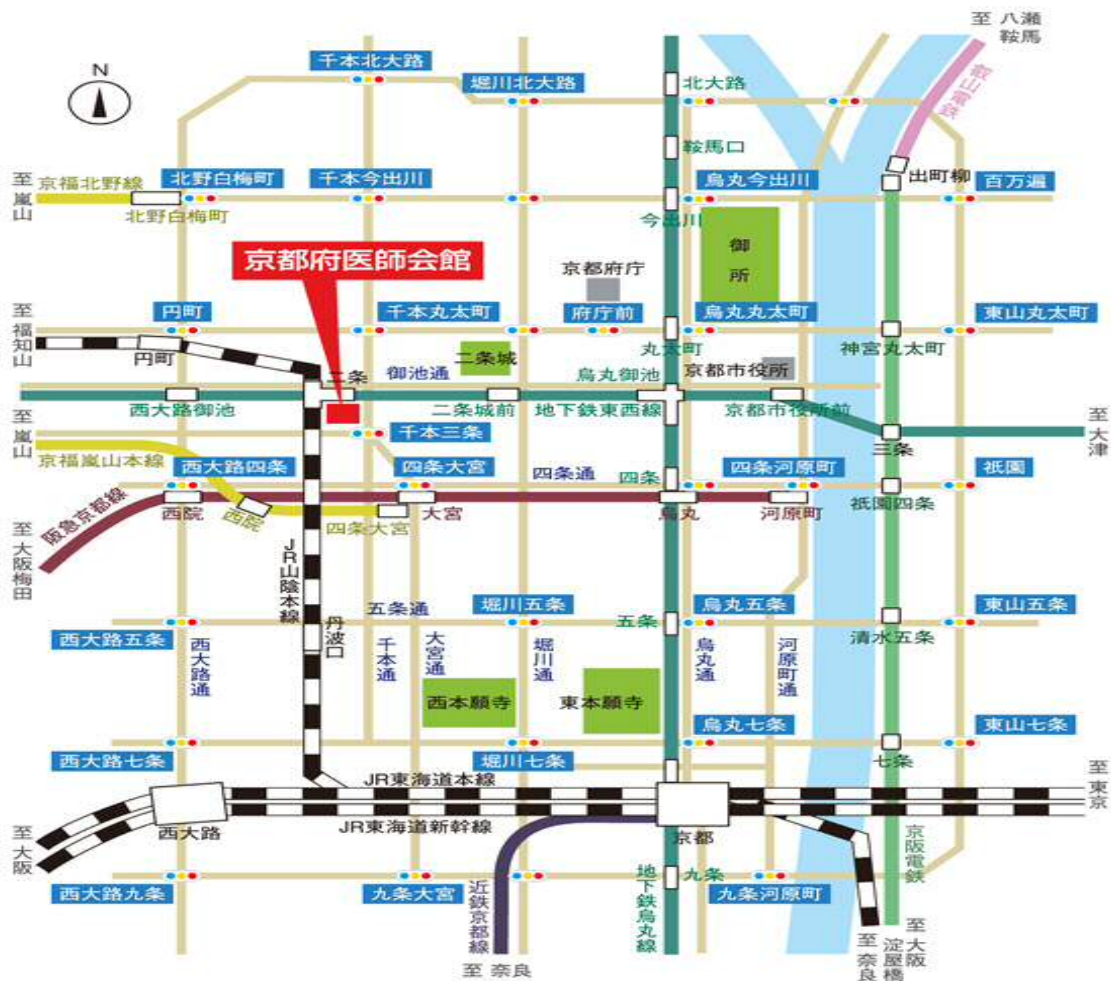 至 八瀬
鞍馬
N
千本北大路
堀川北大路
北大路
叡山電鉄
鞍馬口
至 嵐山
京福北野線
北野白梅町
千本今出川
烏丸今出川
出町柳
百万遍
北野白梅町
今出川
京都府医師会館
京都府庁
御所
至 福知山
円町
千本丸太町
府庁前
烏丸丸太町
東山丸太町
円町
二条城
丸太町
神宮丸太町
二条
御池通
烏丸御池
京都市役所
西大路御池
二条城前
地下鉄東西線
京都市役所前
至 大津
至 嵐山
千本三条
三条
京福嵐山本線
西大路四条
四条大宮
四条通
四条
四条河原町
祇園
阪急京都線
西院
西院
四条大宮
大宮
烏丸
河原町
祇園四条
至 大阪梅田
JR山陰本線
五条通
堀川五条
烏丸五条
東山五条
西大路五条
丹波口
五条
清水五条
西大路通
千本通
大宮通
堀川通
烏丸通
河原町通
西本願寺
東本願寺
烏丸七条
東山七条
西大路七条
堀川七条
七条
JR東海道本線
至 東京
JR東海道新幹線
西大路
京都
至 大阪
京阪電鉄
西大路九条
九条大宮
近鉄京都線
地下鉄烏丸線
九条
九条河原町
至 奈良
至 奈良
至 大阪
淀屋橋